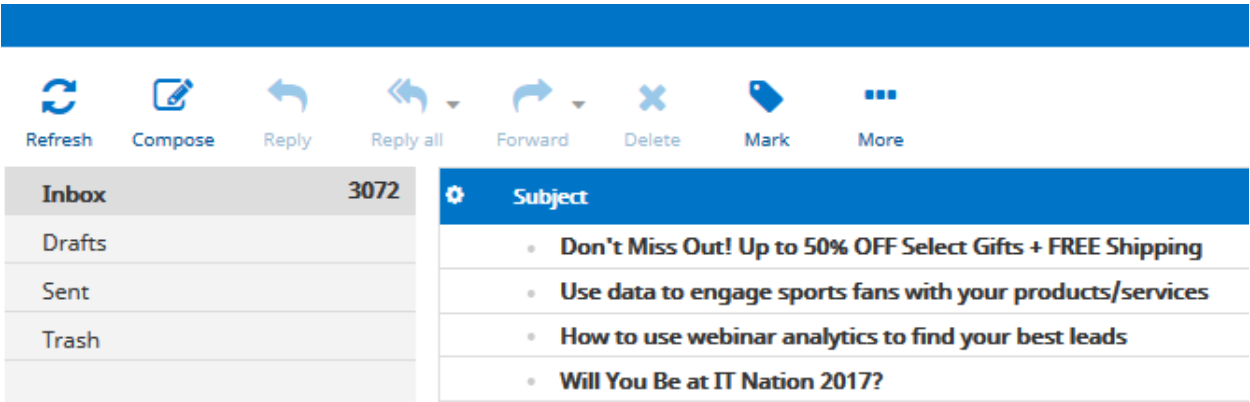 Refresh Compose Reply Reply all Forward Delete Mark More
Inbox 3072
Drafts
Sent
Trash
Subject
Don't Miss Out! Up to 50% OFF Select Gifts + FREE Shipping
Use data to engage sports fans with your products/services
How to use webinar analytics to find your best leads
Will You Be at IT Nation 2017?